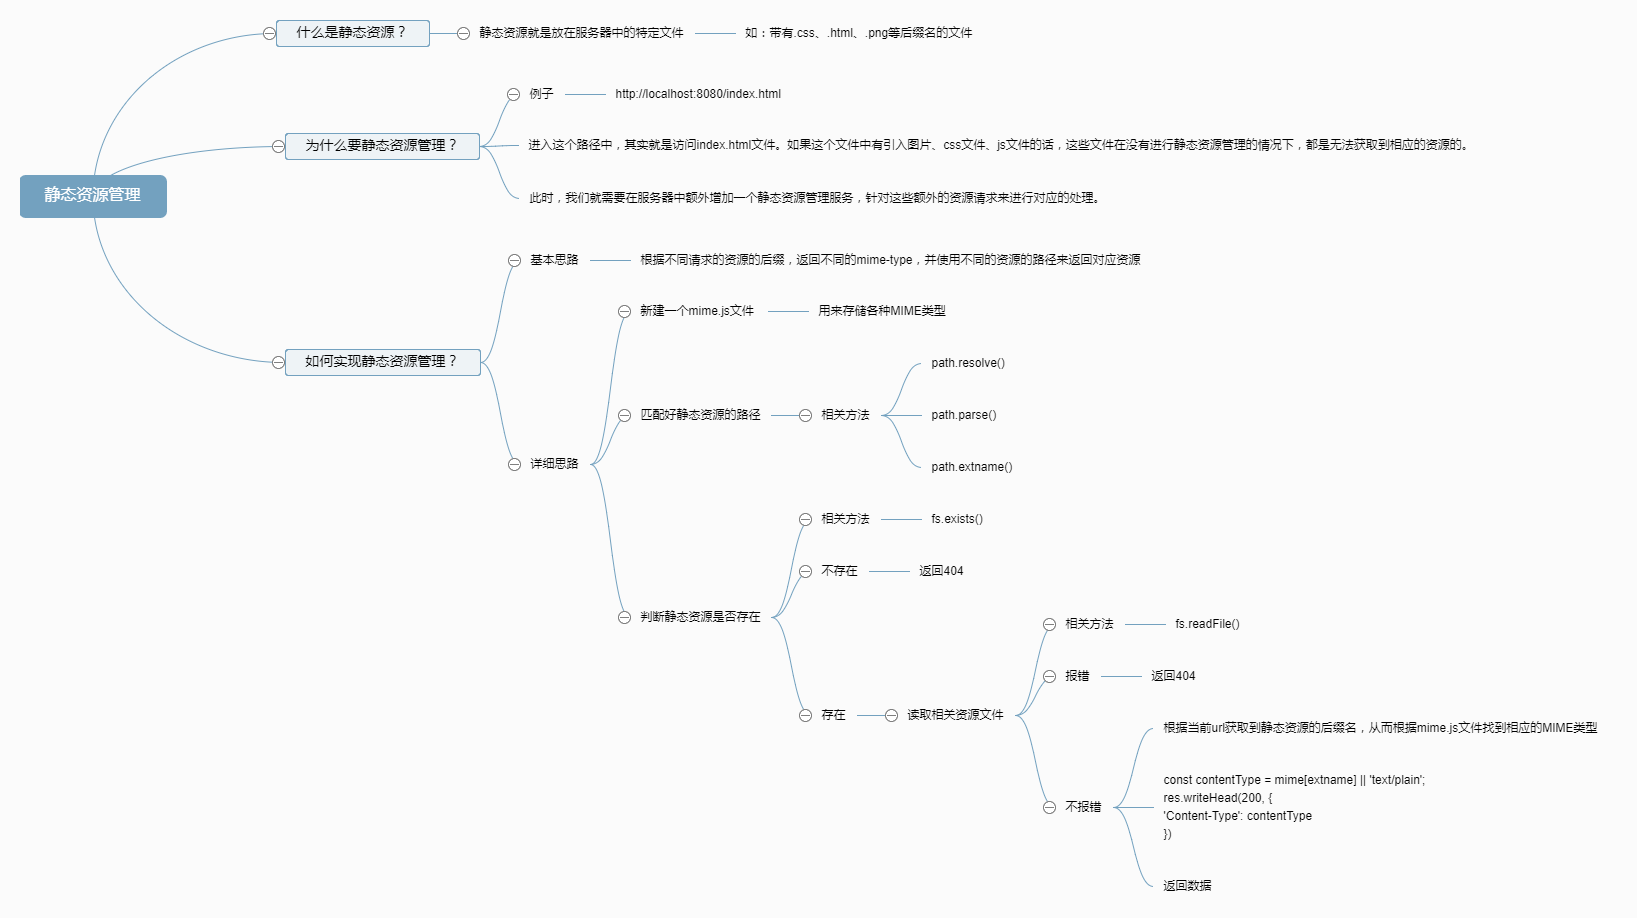 静态资源管理
什么是静态资源？
静态资源就是放在服务器中的特定文件
如：带有.css、.html、.png等后缀名的文件
为什么要静态资源管理？
例子
http://localhost:8080/index.html
进入这个路径中，其实就是访问index.html文件。如果这个文件中有引入图片、css文件、js文件的话，这些文件在没有进行静态资源管理的情况下，都是无法获取到相应的资源的。
此时，我们就需要在服务器中额外增加一个静态资源管理服务，针对这些额外的资源请求来进行对应的处理。
如何实现静态资源管理？
基本思路
根据不同请求的资源的后缀，返回不同的mime-type，并使用不同的资源的路径来返回对应资源
详细思路
新建一个mime.js文件
用来存储各种MIME类型
匹配好静态资源的路径
相关方法
path.resolve()
path.parse()
path.extname()
判断静态资源是否存在
相关方法
fs.exists()
不存在
返回404
存在
读取相关资源文件
相关方法
fs.readFile()
报错
返回404
不报错
根据当前url获取到静态资源的后缀名，从而根据mime.js文件找到相应的MIME类型
const contentType = mime[extname] || 'text/plain';
res.writeHead(200, {
'Content-Type': contentType
})
返回数据